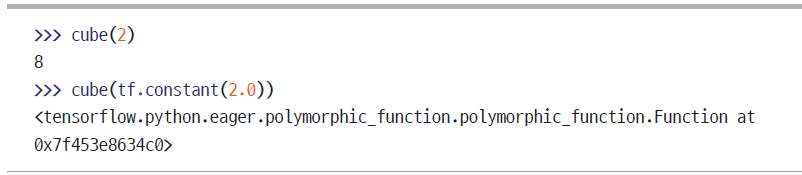 >>> cube(2)
8
>>> cube(tf.constant(2.0))
<tensorflow.python.eager.polymorphic_function.polymorphic_function.Function at
0x7f453e8634c0>